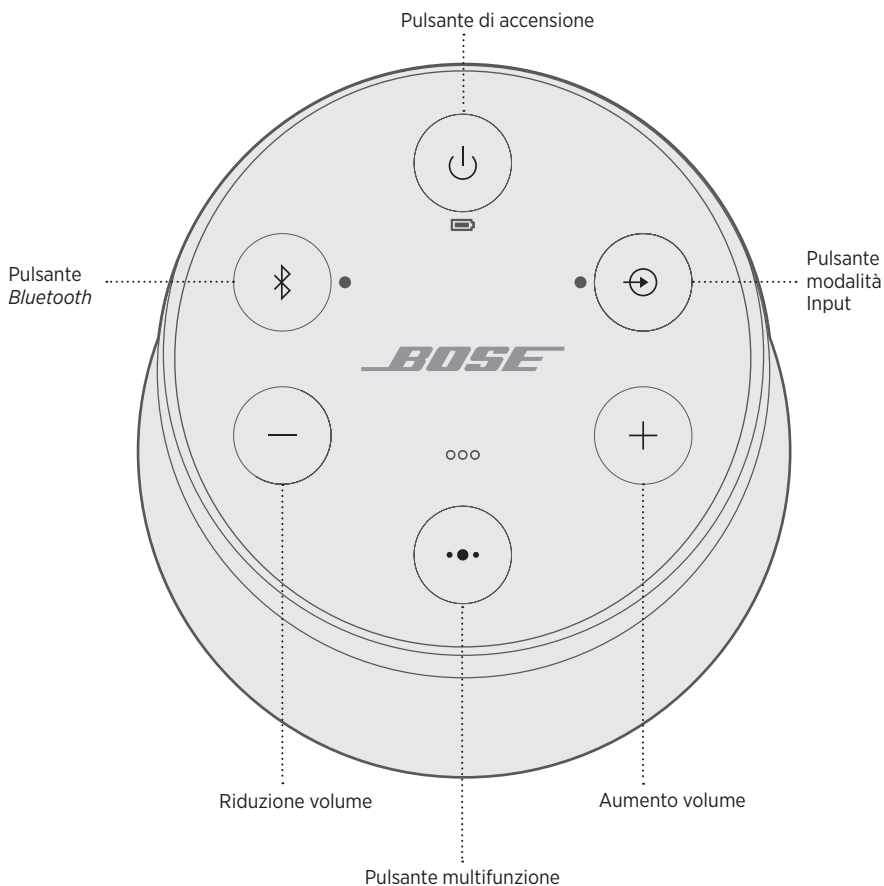 Pulsante di accensione
Pulsante
Bluetooth
Pulsante
modalità
Input
BOSE
Riduzione volume
Aumento volume
Pulsante multifunzione